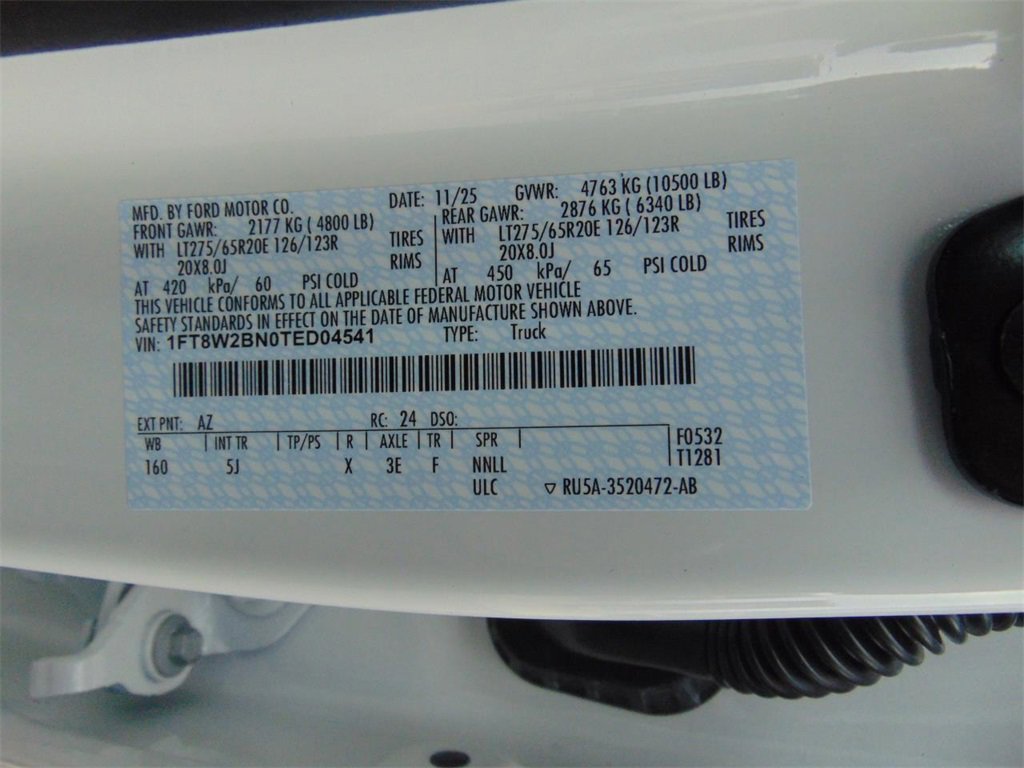 MFD. BY FORD MOTOR CO. DATE: 11/25 GVWR: 4763 KG (10500 LB)
FRONT GAWR: 2177 KG ( 4800 LB) REAR GAWR: 2876 KG ( 6340 LB)
WITH LT275/65R20E 126/123R TIRES WITH LT275/65R20E 126/123R TIRES
20X8.0J RIMS 20X8.0J RIMS
AT 420 kPa/ 60 PSI COLD AT 450 kPa/ 65 PSI COLD
THIS VEHICLE CONFORMS TO ALL APPLICABLE FEDERAL MOTOR VEHICLE
SAFETY STANDARDS IN EFFECT ON THE DATE OF MANUFACTURE SHOWN ABOVE.
VIN: 1FT8W2BN0TED04541 TYPE: Truck
EXT PNT: AZ RC: 24 DSO:
WB INT TR TP/PS R AXLE TR SPR F0532
160 5J X 3E F NNLL T1281
ULC ▽ RU5A-3520472-AB